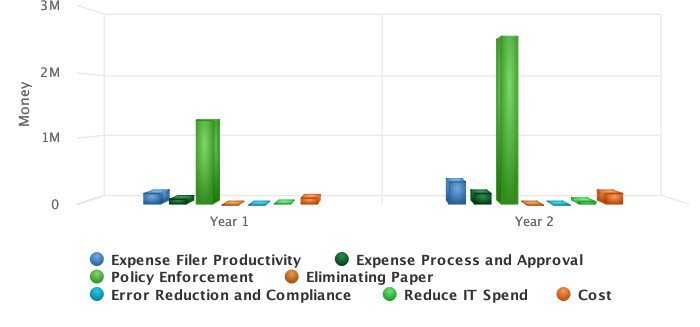 3M
2M
1M
0
Money
Year 1
Year 2
Expense Filer Productivity
Expense Process and Approval
Policy Enforcement
Eliminating Paper
Error Reduction and Compliance
Reduce IT Spend
Cost